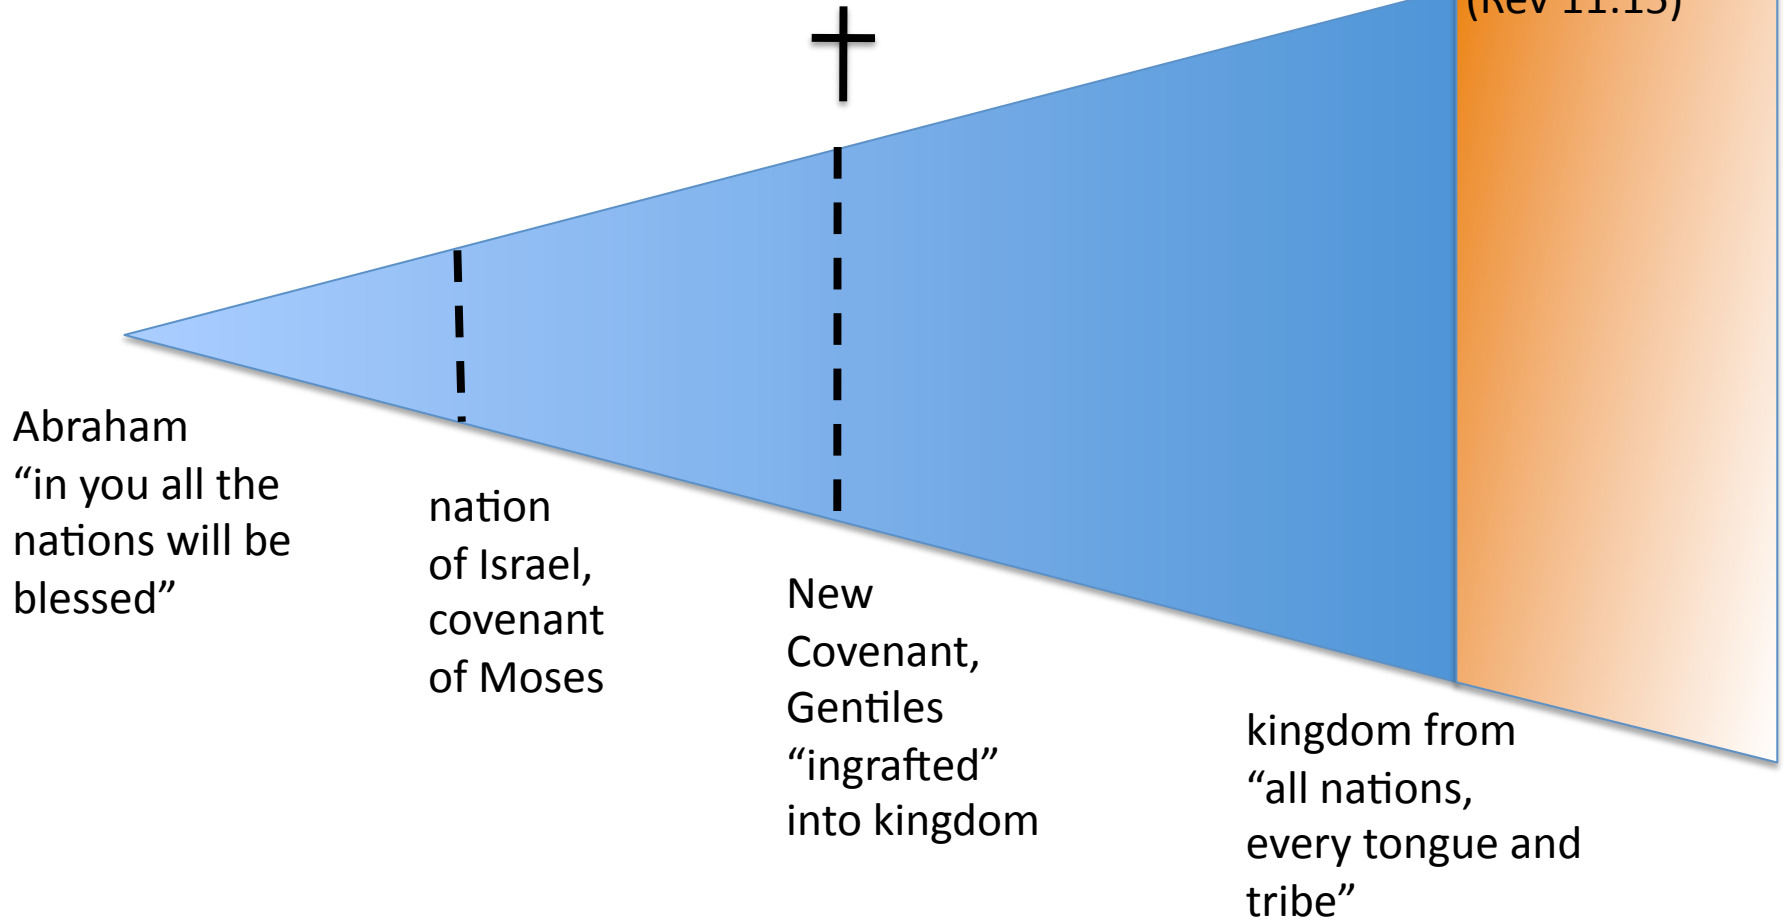 (Rev 11:15)
Abraham
“in you all the
nations will be
blessed”
nation
of Israel,
covenant
of Moses
New
Covenant,
Gentiles
“ingrafted”
into kingdom
kingdom from
“all nations,
every tongue and
tribe”